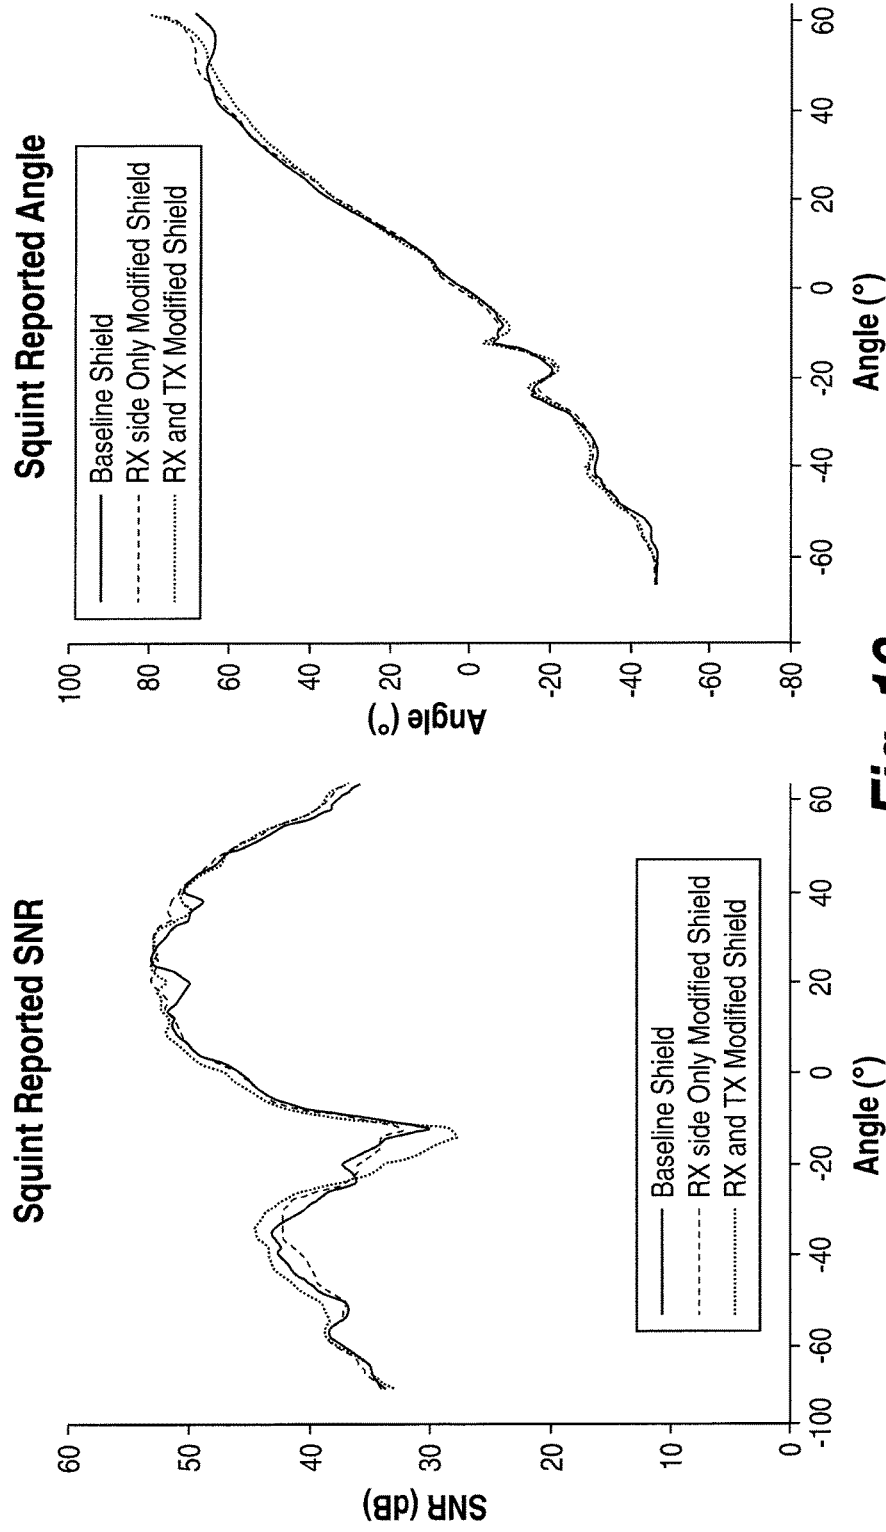 Squint Reported SNR
60
50
40
30
20
10
0
SNR (dB)
-100
-60
-40
-20
0
20
40
60
Angle (°)
Baseline Shield
RX side Only Modified Shield
RX and TX Modified Shield
Squint Reported Angle
100
80
60
40
20
0
-20
-40
-60
-80
Angle (°)
-60
-40
-20
0
20
40
60
Angle (°)
Baseline Shield
RX side Only Modified Shield
RX and TX Modified Shield